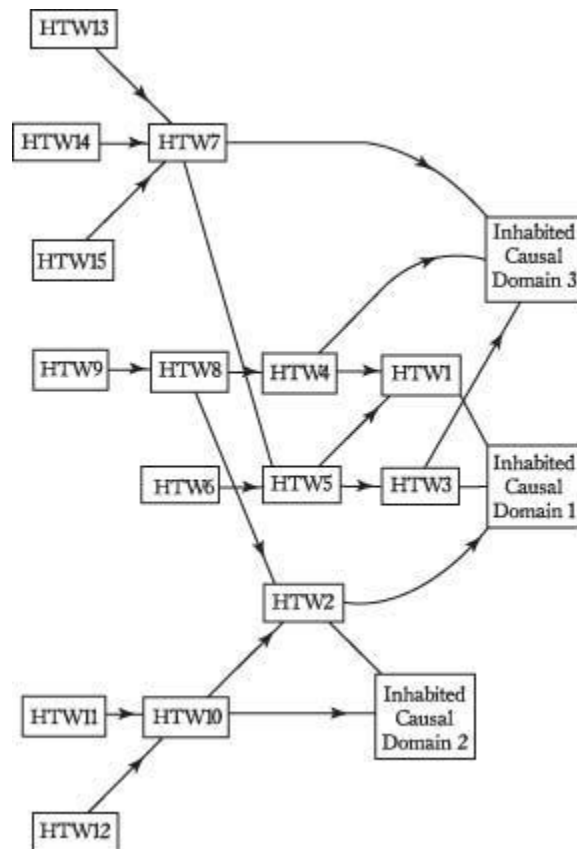 HTW13
HTW14
HTW7
HTW15
Inhabited
Causal
Domain 3
HTW9
HTW8
HTW4
HTW1
HTW6
HTW5
HTW3
Inhabited
Causal
Domain 1
HTW2
HTW11
HTW10
Inhabited
Causal
Domain 2
HTW12